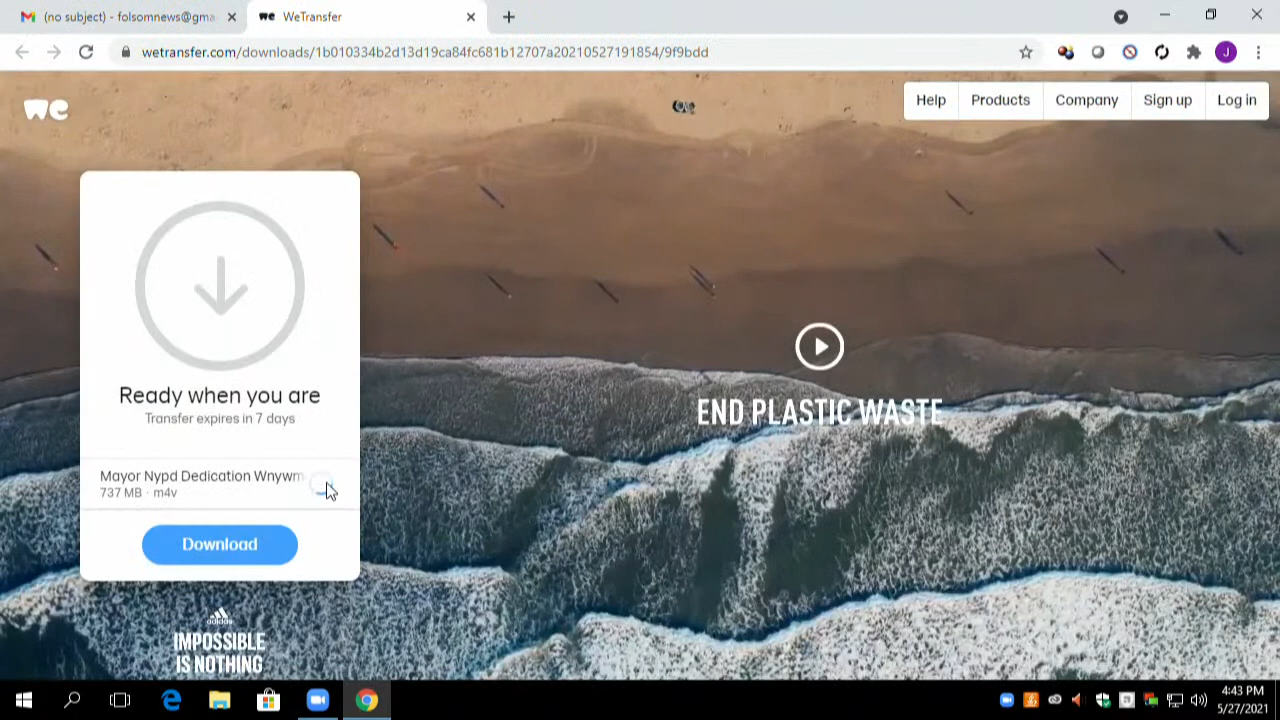 (no subject) - folsomnews@gma
WeTransfer
wetransfer.com/downloads/1b010334b2d13d19ca84fc681b12707a20210527191854/9f9bdd
J
we
Help
Products
Company
Sign up
Log in
Ready when you are
Transfer expires in 7 days
Mayor Nypd Dedication Wnywm
737 MB · m4v
Download
END PLASTIC WASTE
adidas
IMPOSSIBLE
IS NOTHING
4:43 PM
5/27/2021